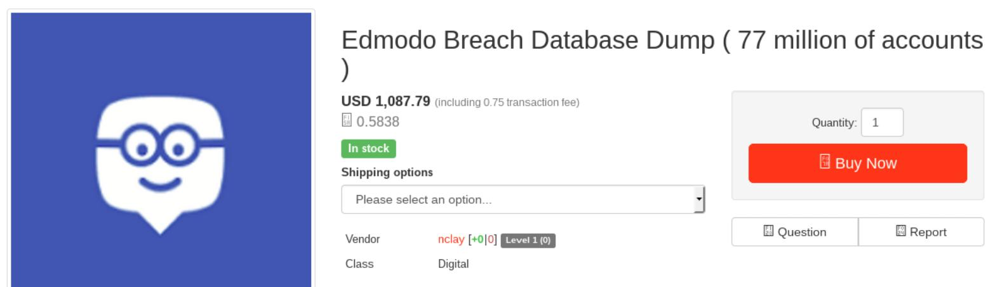 Edmodo Breach Database Dump ( 77 million of accounts
)
USD 1,087.79 (including 0.75 transaction fee)
0.5838
In stock
Shipping options
Please select an option...
Vendor nclay [+0|0] Level 1 (0)
Class Digital
Quantity: 1
Buy Now
Question Report